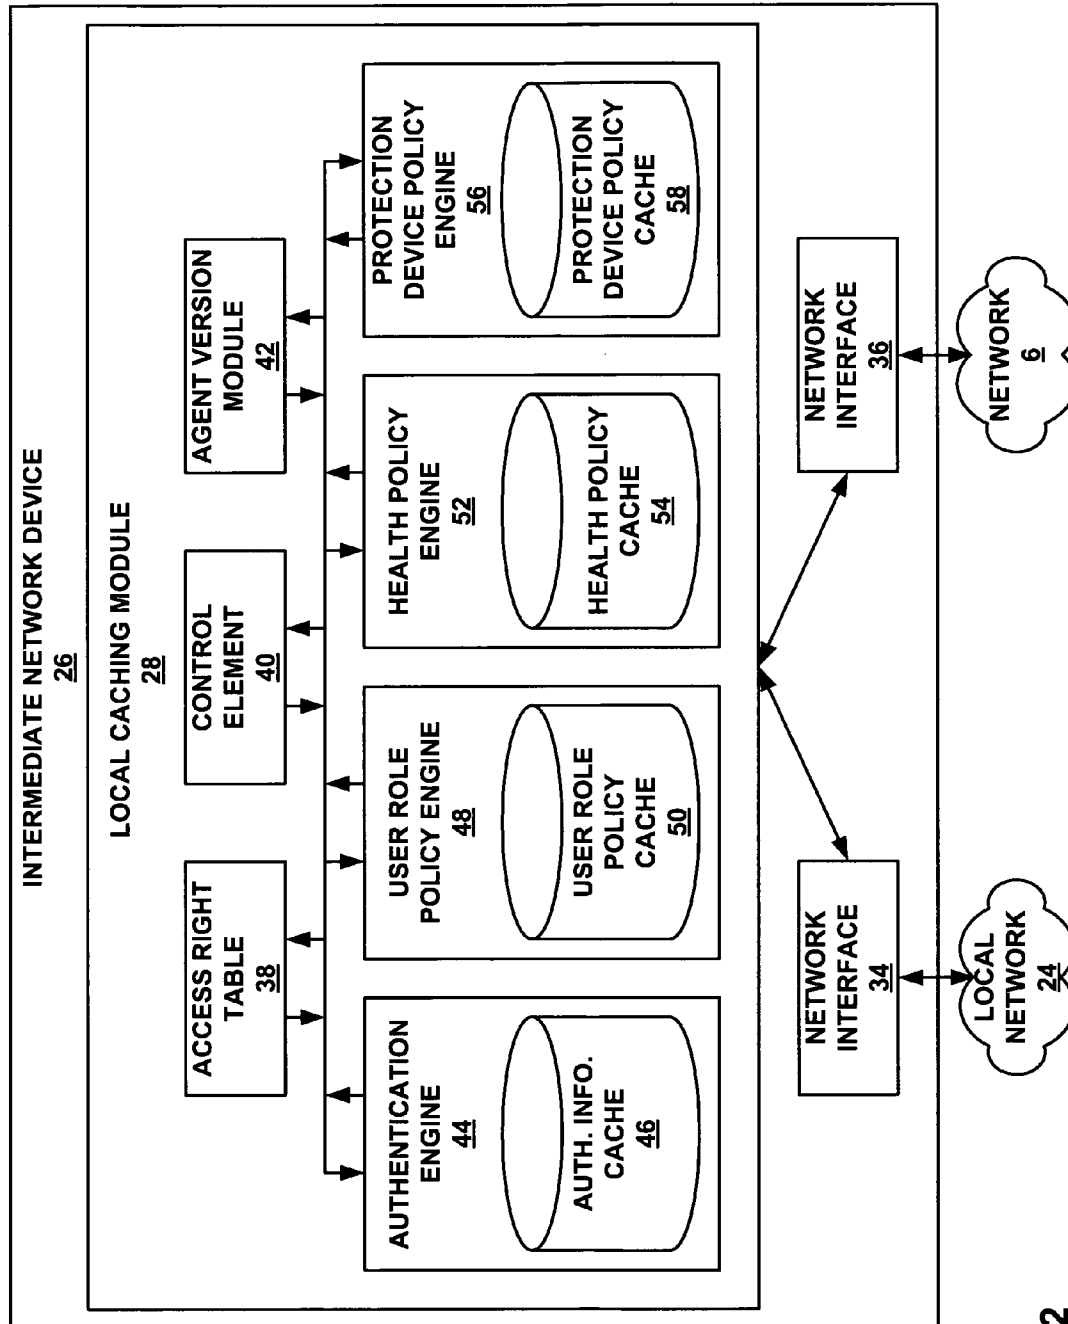 INTERMEDIATE NETWORK DEVICE
26
LOCAL CACHING MODULE
28
ACCESS RIGHT
TABLE
38
CONTROL
ELEMENT
40
AGENT VERSION
MODULE
42
AUTHENTICATION
ENGINE
44
AUTH. INFO.
CACHE
46
USER ROLE
POLICY ENGINE
48
USER ROLE
POLICY
CACHE
50
HEALTH POLICY
ENGINE
52
HEALTH POLICY
CACHE
54
PROTECTION
DEVICE POLICY
ENGINE
56
PROTECTION
DEVICE POLICY
CACHE
58
NETWORK
INTERFACE
34
NETWORK
INTERFACE
36
LOCAL
NETWORK
24
NETWORK
6
2